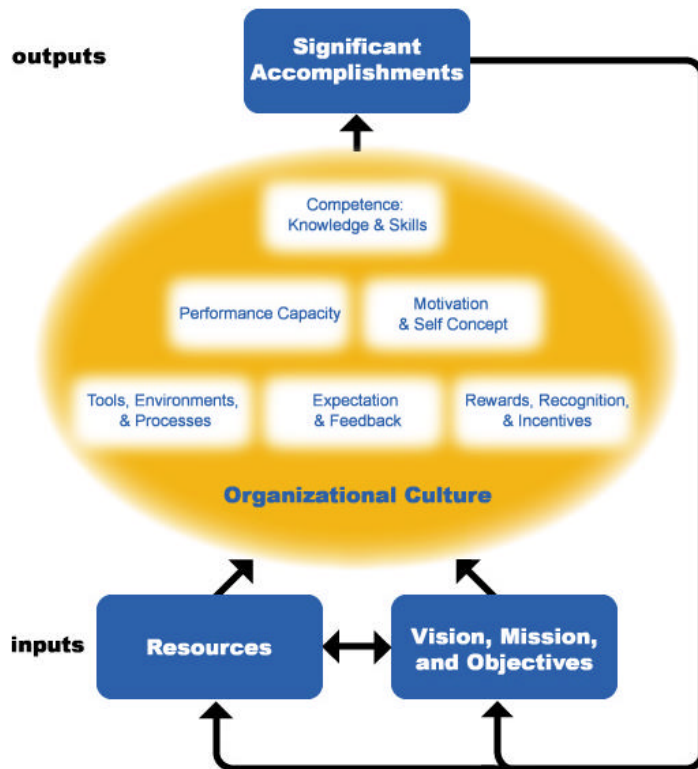 outputs
Significant
Accomplishments
Competence:
Knowledge & Skills
Performance Capacity
Motivation
& Self Concept
Tools, Environments,
& Processes
Expectation
& Feedback
Rewards, Recognition,
& Incentives
Organizational Culture
inputs
Resources
Vision, Mission,
and Objectives